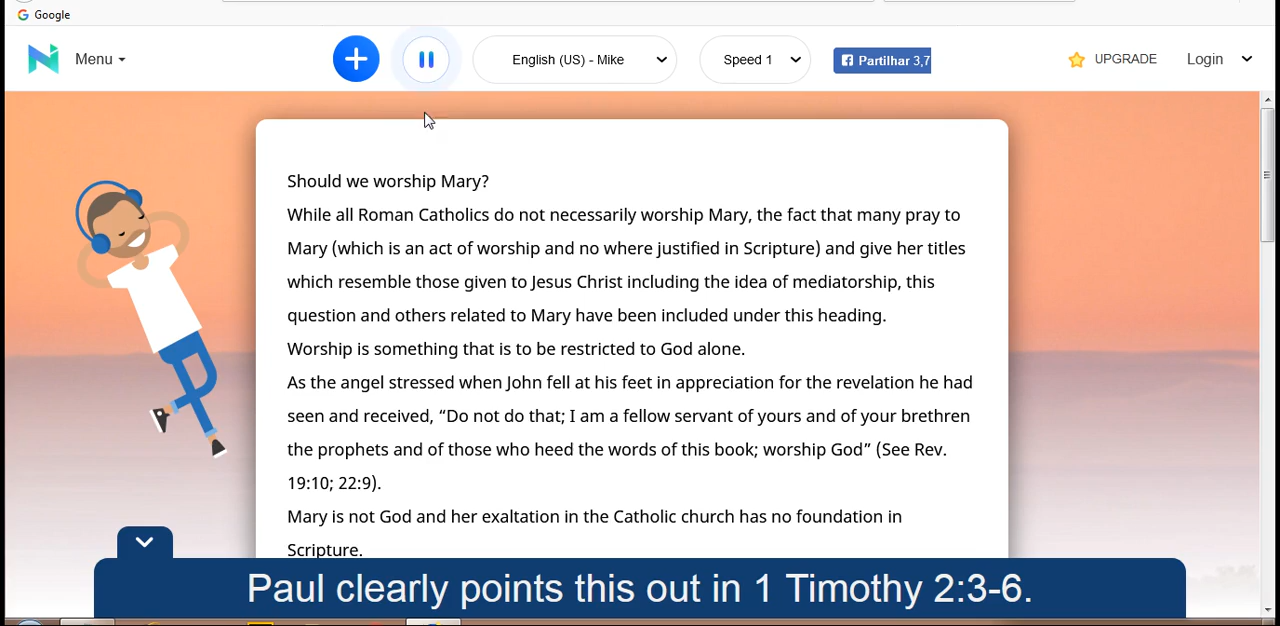 Google
Menu
English (US) - Mike
Speed 1
Partilhar 3,7
UPGRADE
Login
Should we worship Mary?
While all Roman Catholics do not necessarily worship Mary, the fact that many pray to
Mary (which is an act of worship and no where justified in Scripture) and give her titles
which resemble those given to Jesus Christ including the idea of mediatorship, this
question and others related to Mary have been included under this heading.
Worship is something that is to be restricted to God alone.
As the angel stressed when John fell at his feet in appreciation for the revelation he had
seen and received, “Do not do that; I am a fellow servant of yours and of your brethren
the prophets and of those who heed the words of this book; worship God” (See Rev.
19:10; 22:9).
Mary is not God and her exaltation in the Catholic church has no foundation in
Scripture.
Paul clearly points this out in 1 Timothy 2:3-6.